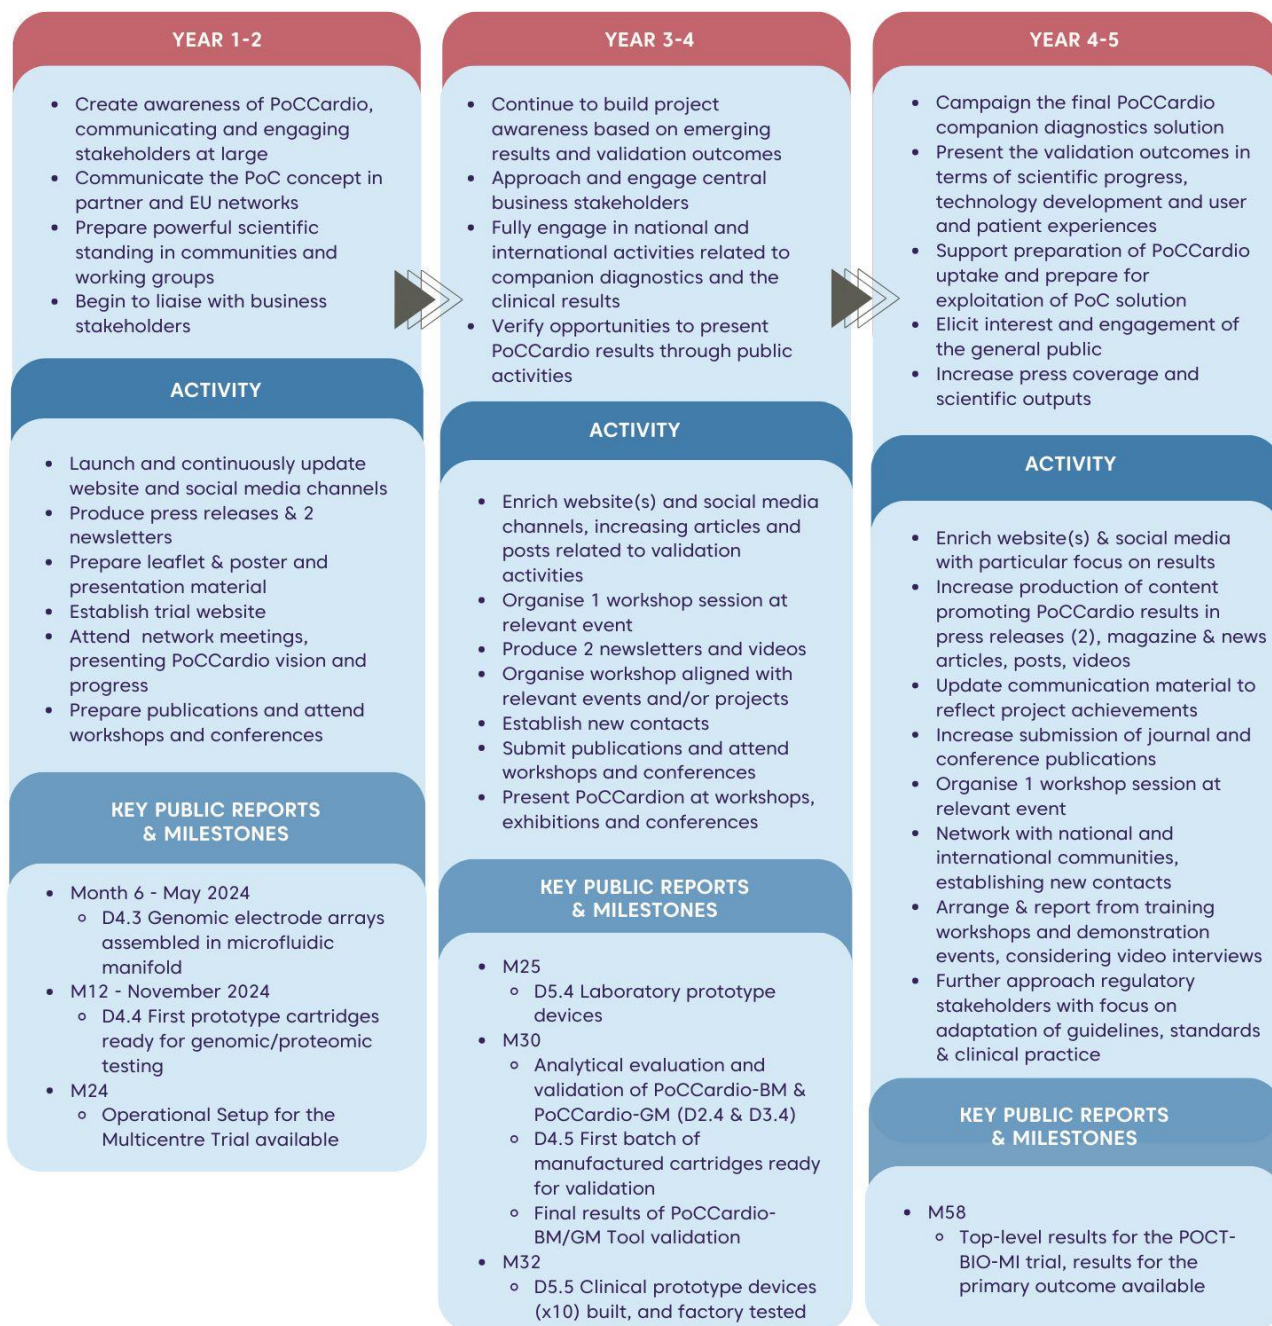 YEAR 1-2
• Create awareness of PoCCardio,
communicating and engaging
stakeholders at large
• Communicate the PoC concept in
partner and EU networks
• Prepare powerful scientific
standing in communities and
working groups
• Begin to liaise with business
stakeholders
ACTIVITY
• Launch and continuously update
website and social media channels
• Produce press releases & 2
newsletters
• Prepare leaflet & poster and
presentation material
• Establish trial website
• Attend network meetings,
presenting PoCCardio vision and
progress
• Prepare publications and attend
workshops and conferences
KEY PUBLIC REPORTS
& MILESTONES
• Month 6 - May 2024
◦ D4.3 Genomic electrode arrays
assembled in microfluidic
manifold
• M12 - November 2024
◦ D4.4 First prototype cartridges
ready for genomic/proteomic
testing
• M24
◦ Operational Setup for the
Multicentre Trial available
YEAR 3-4
• Continue to build project
awareness based on emerging
results and validation outcomes
• Approach and engage central
business stakeholders
• Fully engage in national and
international activities related to
companion diagnostics and the
clinical results
• Verify opportunities to present
PoCCardio results through public
activities
ACTIVITY
• Enrich website(s) and social media
channels, increasing articles and
posts related to validation
activities
• Organise 1 workshop session at
relevant event
• Produce 2 newsletters and videos
• Organise workshop aligned with
relevant events and/or projects
• Establish new contacts
• Submit publications and attend
workshops and conferences
• Present PoCCardion at workshops,
exhibitions and conferences
KEY PUBLIC REPORTS
& MILESTONES
• M25
◦ D5.4 Laboratory prototype
devices
• M30
◦ Analytical evaluation and
validation of PoCCardio-BM &
PoCCardio-GM (D2.4 & D3.4)
◦ D4.5 First batch of
manufactured cartridges ready
for validation
◦ Final results of PoCCardio-
BM/GM Tool validation
• M32
◦ D5.5 Clinical prototype devices
(x10) built, and factory tested
YEAR 4-5
• Campaign the final PoCCardio
companion diagnostics solution
• Present the validation outcomes in
terms of scientific progress,
technology development and user
and patient experiences
• Support preparation of PoCCardio
uptake and prepare for
exploitation of PoC solution
• Elicit interest and engagement of
the general public
• Increase press coverage and
scientific outputs
ACTIVITY
• Enrich website(s) & social media
with particular focus on results
• Increase production of content
promoting PoCCardio results in
press releases (2), magazine & news
articles, posts, videos
• Update communication material to
reflect project achievements
• Increase submission of journal and
conference publications
• Organise 1 workshop session at
relevant event
• Network with national and
international communities,
establishing new contacts
• Arrange & report from training
workshops and demonstration
events, considering video interviews
• Further approach regulatory
stakeholders with focus on
adaptation of guidelines, standards
& clinical practice
KEY PUBLIC REPORTS
& MILESTONES
• M58
◦ Top-level results for the POCT-
BIO-MI trial, results for the
primary outcome available